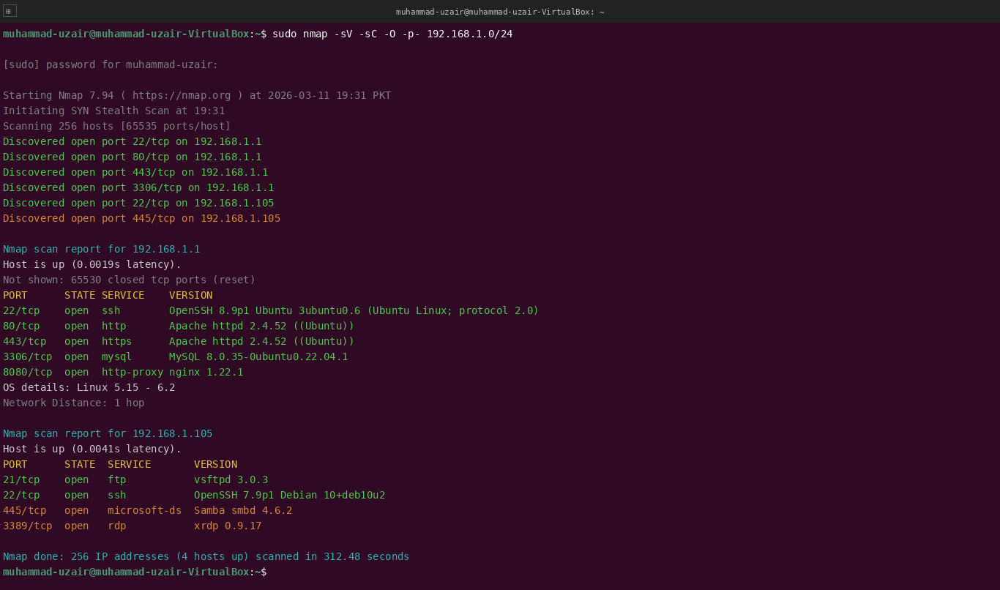 muhammad-uzair@muhammad-uzair-VirtualBox: ~
muhammad-uzair@muhammad-uzair-VirtualBox:~$ sudo nmap -sV -sC -O -p- 192.168.1.0/24
[sudo] password for muhammad-uzair:
Starting Nmap 7.94 ( https://nmap.org ) at 2026-03-11 19:31 PKT
Initiating SYN Stealth Scan at 19:31
Scanning 256 hosts [65535 ports/host]
Discovered open port 22/tcp on 192.168.1.1
Discovered open port 80/tcp on 192.168.1.1
Discovered open port 443/tcp on 192.168.1.1
Discovered open port 3306/tcp on 192.168.1.1
Discovered open port 22/tcp on 192.168.1.105
Discovered open port 445/tcp on 192.168.1.105
Nmap scan report for 192.168.1.1
Host is up (0.0019s latency).
Not shown: 65530 closed tcp ports (reset)
PORT      STATE SERVICE    VERSION
22/tcp    open  ssh        OpenSSH 8.9p1 Ubuntu 3ubuntu0.6 (Ubuntu Linux; protocol 2.0)
80/tcp    open  http       Apache httpd 2.4.52 ((Ubuntu))
443/tcp   open  https      Apache httpd 2.4.52 ((Ubuntu))
3306/tcp  open  mysql      MySQL 8.0.35-0ubuntu0.22.04.1
8080/tcp  open  http-proxy nginx 1.22.1
OS details: Linux 5.15 - 6.2
Network Distance: 1 hop
Nmap scan report for 192.168.1.105
Host is up (0.0041s latency).
PORT      STATE  SERVICE       VERSION
21/tcp    open   ftp           vsftpd 3.0.3
22/tcp    open   ssh           OpenSSH 7.9p1 Debian 10+deb10u2
445/tcp   open   microsoft-ds  Samba smbd 4.6.2
3389/tcp  open   rdp           xrdp 0.9.17
Nmap done: 256 IP addresses (4 hosts up) scanned in 312.48 seconds
muhammad-uzair@muhammad-uzair-VirtualBox:~$